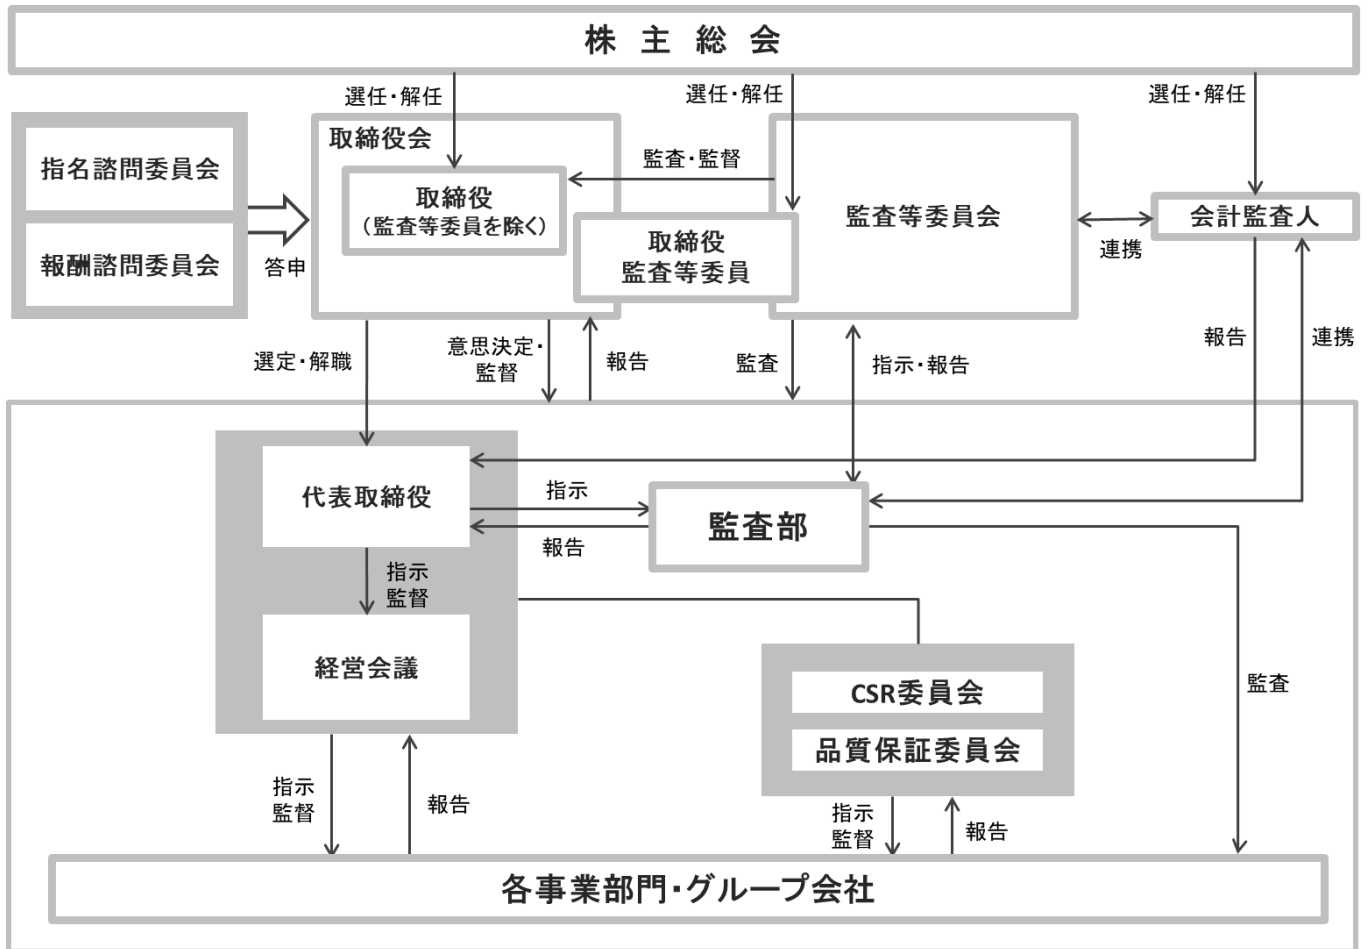 株主総会
選任・解任
選任・解任
選任・解任
指名諮問委員会
報酬諮問委員会
答申
取締役会
取締役
（監査等委員を除く）
監査・監督
取締役
監査等委員
監査等委員会
連携
会計監査人
選定・解職
意思決定・
監督
報告
監査
指示・報告
報告
連携
代表取締役
指示
報告
監査部
指示
監督
経営会議
CSR委員会
品質保証委員会
監査
指示
監督
報告
指示
監督
報告
各事業部門・グループ会社